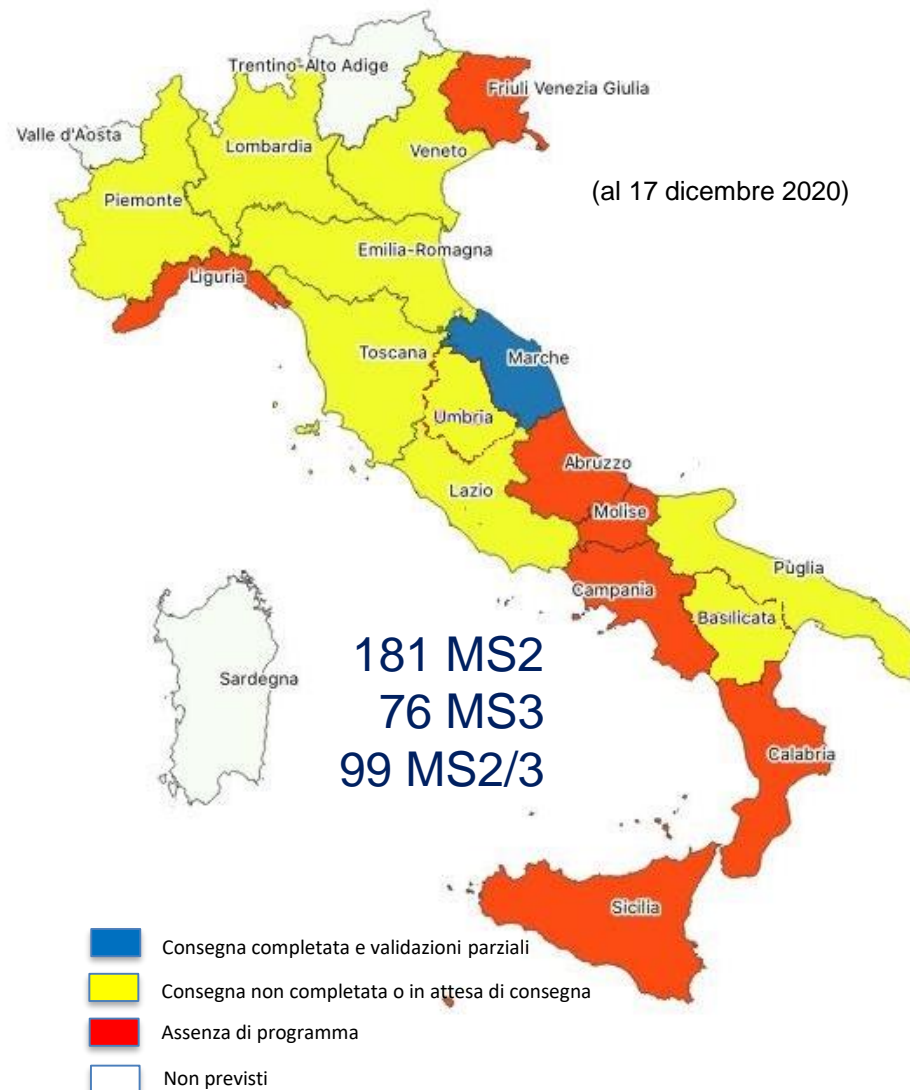 Trentino-Alto Adige
Friuli Venezia Giulia
Valle d'Aosta
Lombardia
Veneto
(al 17 dicembre 2020)
Piemonte
Emilia-Romagna
Liguria
Toscana
Marche
Umbria
Abruzzo
Lazio
Molise
Puglia
Campania
Basilicata
181 MS2
Sardegna
76 MS3
Calabria
99 MS2/3
Sicilia
Consegna completata e validazioni parziali
Consegna non completata o in attesa di consegna
Assenza di programma
Non previsti